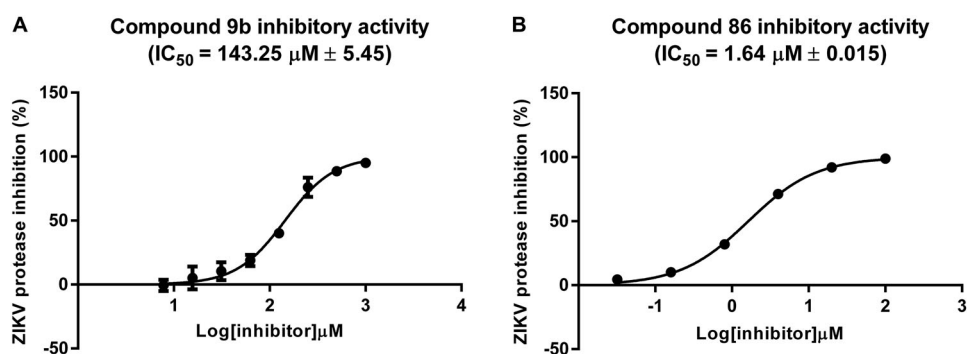 A
Compound 9b inhibitory activity
(IC50 = 143.25 μM ± 5.45)
ZIKV protease inhibition (%)
150
100
50
0
-50
1
2
3
4
Log[inhibitor]μM
B
Compound 86 inhibitory activity
(IC50 = 1.64 μM ± 0.015)
ZIKV protease inhibition (%)
150
100
50
0
-50
-1
0
1
2
3
Log[inhibitor]μM